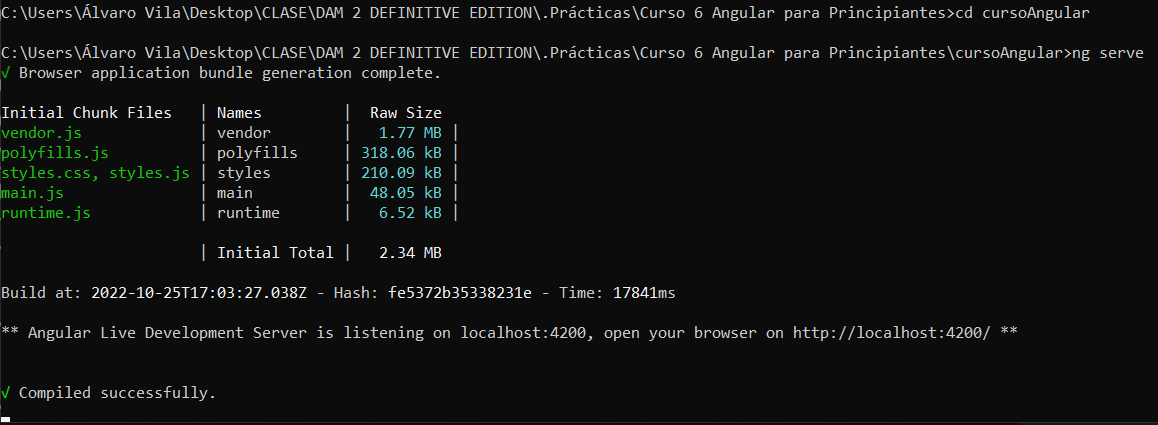 C:\Users\Álvaro Vila\Desktop\CLASE\DAM 2 DEFINITIVE EDITION\.Prácticas\Curso 6 Angular para Principiantes>cd cursoAngular
C:\Users\Álvaro Vila\Desktop\CLASE\DAM 2 DEFINITIVE EDITION\.Prácticas\Curso 6 Angular para Principiantes\cursoAngular>ng serve
√ Browser application bundle generation complete.
Initial Chunk Files | Names | Raw Size
vendor.js | vendor | 1.77 MB |
polyfills.js | polyfills | 318.06 kB |
styles.css, styles.js | styles | 210.09 kB |
main.js | main | 48.05 kB |
runtime.js | runtime | 6.52 kB |
| Initial Total | 2.34 MB
Build at: 2022-10-25T17:03:27.038Z - Hash: fe5372b35338231e - Time: 17841ms
** Angular Live Development Server is listening on localhost:4200, open your browser on http://localhost:4200/ **
√ Compiled successfully.